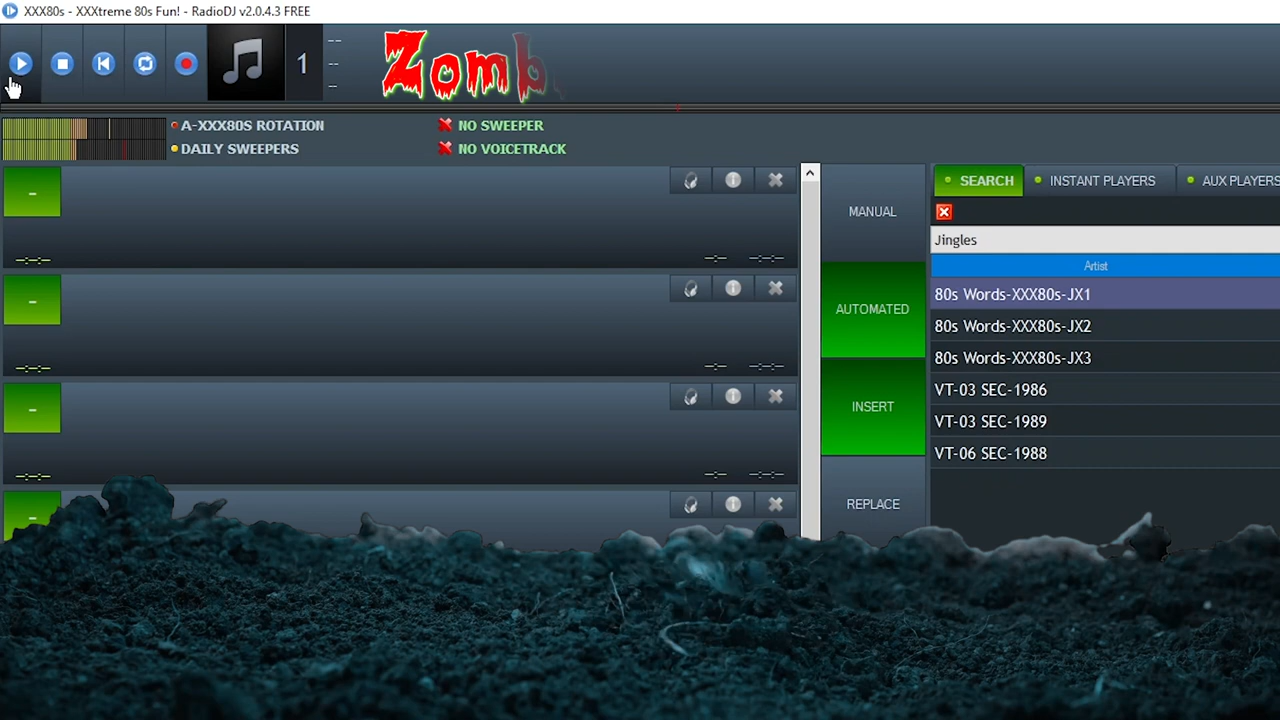 XXX80s - XXXtreme 80s Fun! - RadioDJ v2.0.4.3 FREE
1
--
--
--
Zomb
A-XXX80S ROTATION
NO SWEEPER
DAILY SWEEPERS
NO VOICETRACK
-
--:--:--
--:--
--:--:--
-
--:--:--
--:--
--:--:--
-
--:--:--
--:--
--:--:--
-
MANUAL
AUTOMATED
INSERT
REPLACE
SEARCH
INSTANT PLAYERS
AUX PLAYERS
Jingles
Artist
80s Words-XXX80s-JX1
80s Words-XXX80s-JX2
80s Words-XXX80s-JX3
VT-03 SEC-1986
VT-03 SEC-1989
VT-06 SEC-1988